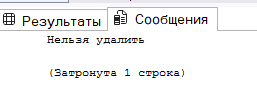 Результаты Сообщения
Нельзя удалить
(Затронута 1 строка)